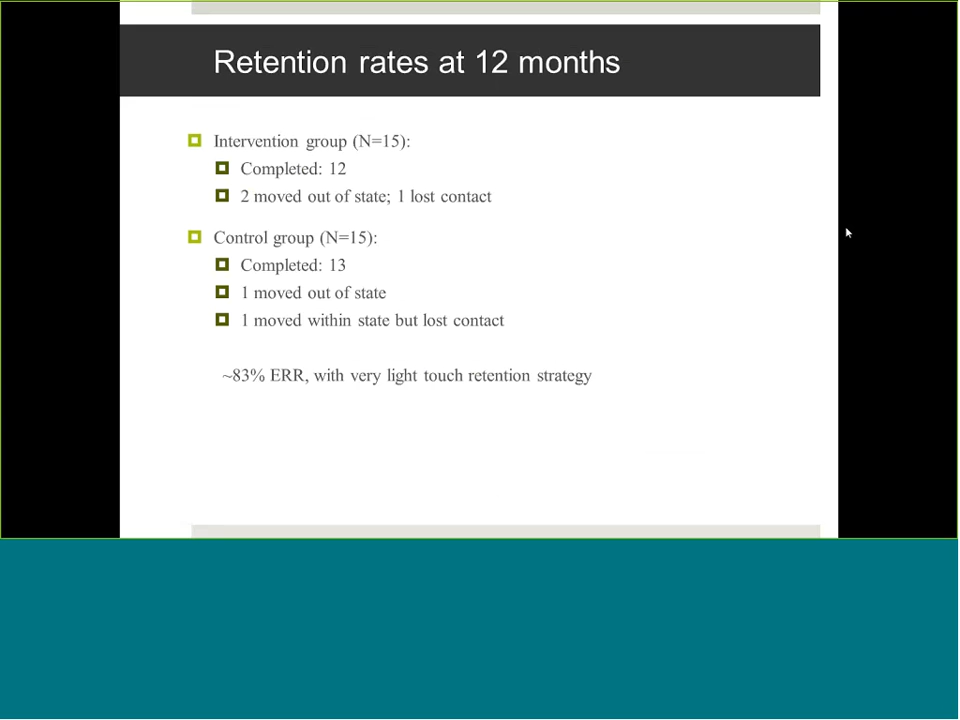 Retention rates at 12 months
Intervention group (N=15):
Completed: 12
2 moved out of state; 1 lost contact
Control group (N=15):
Completed: 13
1 moved out of state
1 moved within state but lost contact
~83% ERR, with very light touch retention strategy